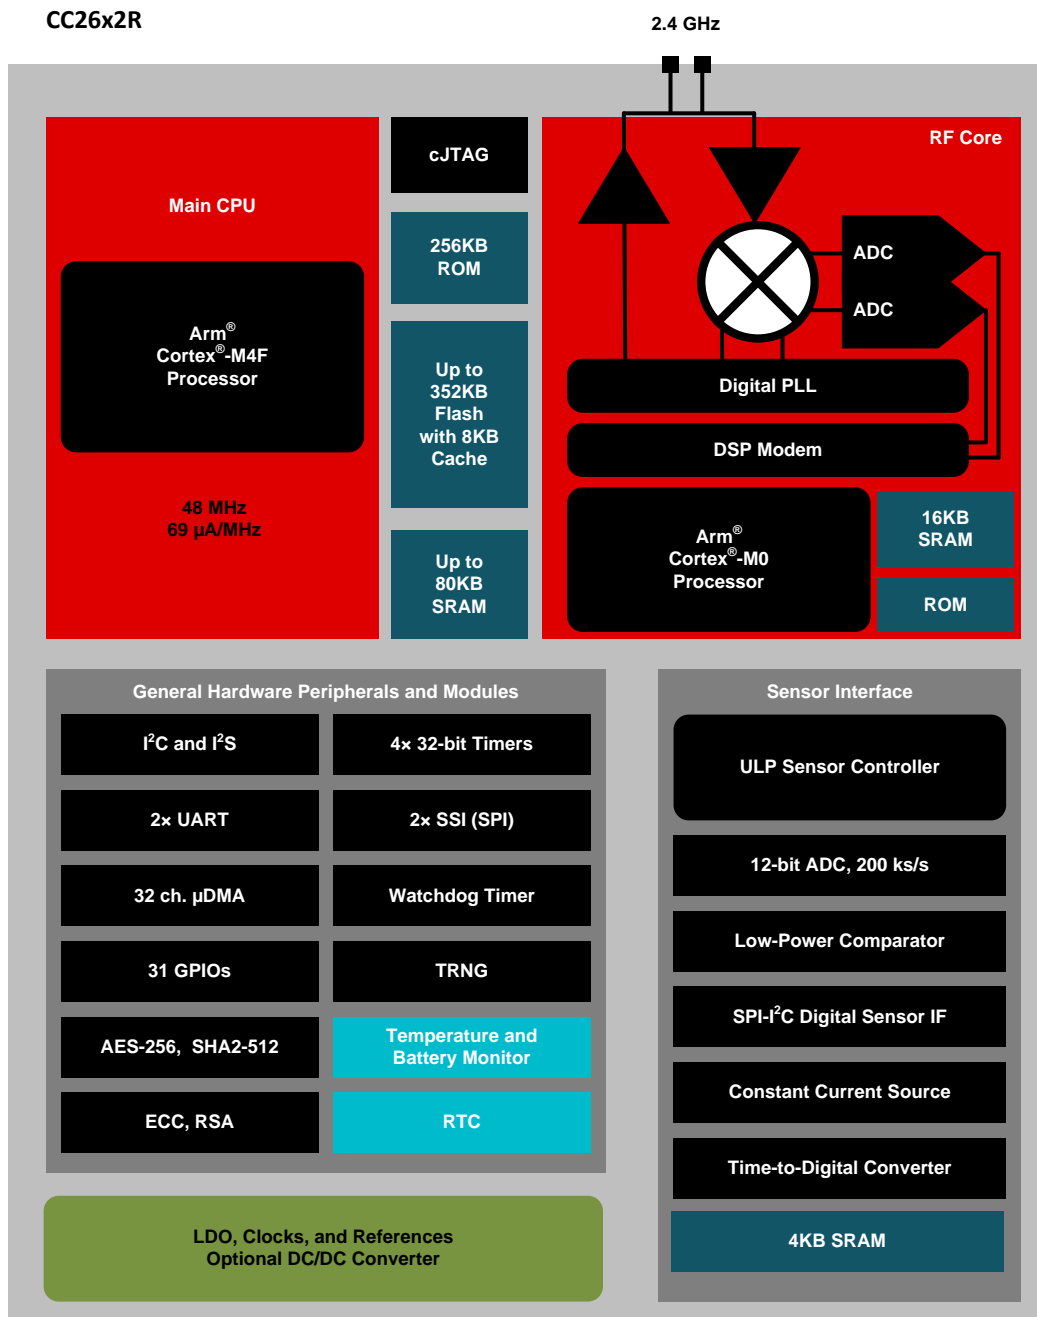 CC26x2R
2.4 GHz
Main CPU
Arm®
Cortex®-M4F
Processor
48 MHz
69 µA/MHz
cJTAG
256KB
ROM
Up to
352KB
Flash
with 8KB
Cache
Up to
80KB
SRAM
RF Core
ADC
ADC
Digital PLL
DSP Modem
Arm®
Cortex®-M0
Processor
16KB
SRAM
ROM
General Hardware Peripherals and Modules
I²C and I²S
4× 32-bit Timers
2× UART
2× SSI (SPI)
32 ch. µDMA
Watchdog Timer
31 GPIOs
TRNG
AES-256, SHA2-512
Temperature and
Battery Monitor
ECC, RSA
RTC
LDO, Clocks, and References
Optional DC/DC Converter
Sensor Interface
ULP Sensor Controller
12-bit ADC, 200 ks/s
Low-Power Comparator
SPI-I²C Digital Sensor IF
Constant Current Source
Time-to-Digital Converter
4KB SRAM